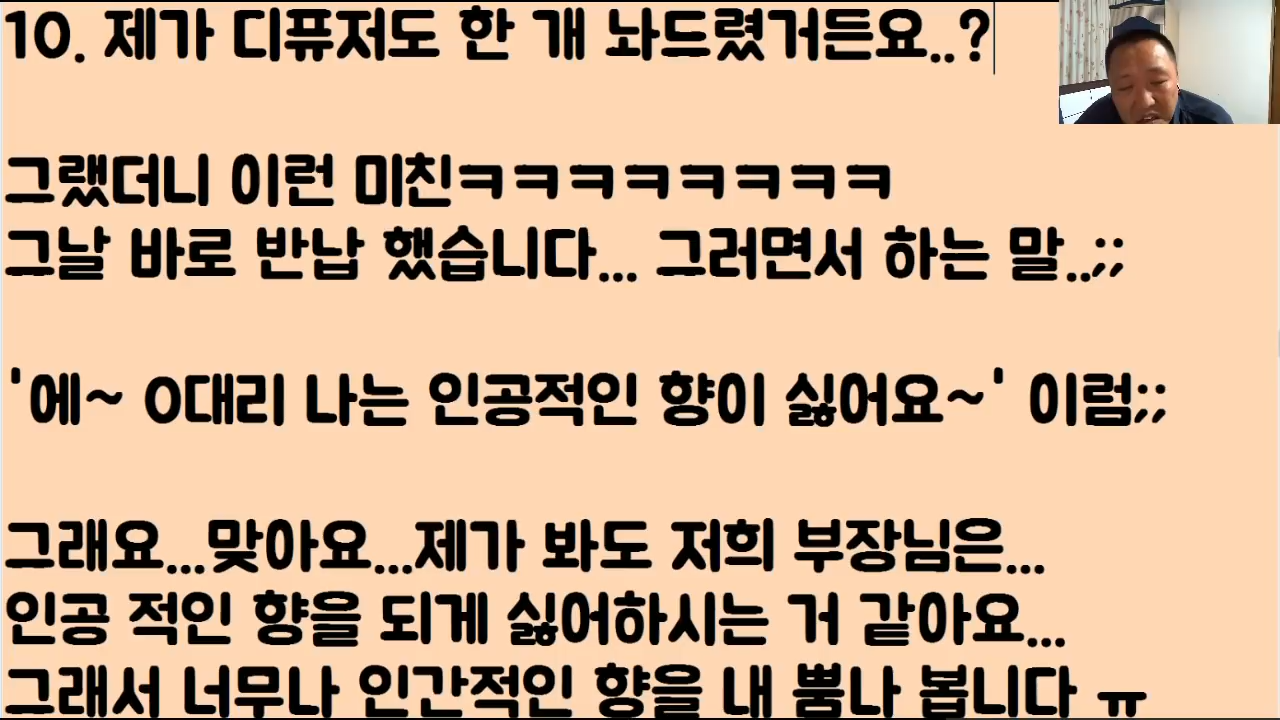 10. 제가 디퓨저도 한 개 놔드렸거든요..?
그랬더니 이런 미친ㅋㅋㅋㅋㅋㅋㅋㅋ
그날 바로 반납 했습니다... 그러면서 하는 말..;;
'에~ 0대리 나는 인공적인 향이 싫어요~' 이럼;;
그래요...맞아요...제가 봐도 저희 부장님은...
인공 적인 향을 되게 싫어하시는 거 같아요...
그래서 너무나 인간적인 향을 내 뿜나 봅니다 ㅠ